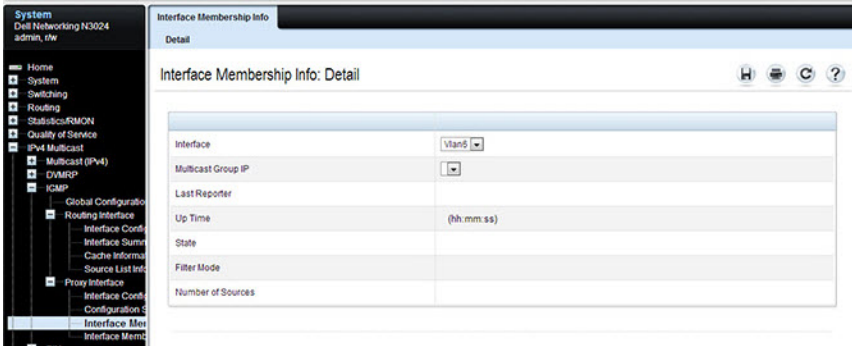 System
Dell Networking N3024
admin, r/w
Home
System
Switching
Routing
Statistics/RMON
Quality of Service
IPv4 Multicast
Multicast (IPv4)
DVMRP
IGMP
Global Configuratio
Routing Interface
Interface Config
Interface Summ
Cache Informa
Source List Info
Proxy Interface
Interface Config
Configuration S
Interface Mem
Interface Memb
Interface Membership Info
Detail
Interface Membership Info: Detail
Interface Vlan5
Multicast Group IP
Last Reporter
Up Time (hh:mm:ss)
State
Filter Mode
Number of Sources